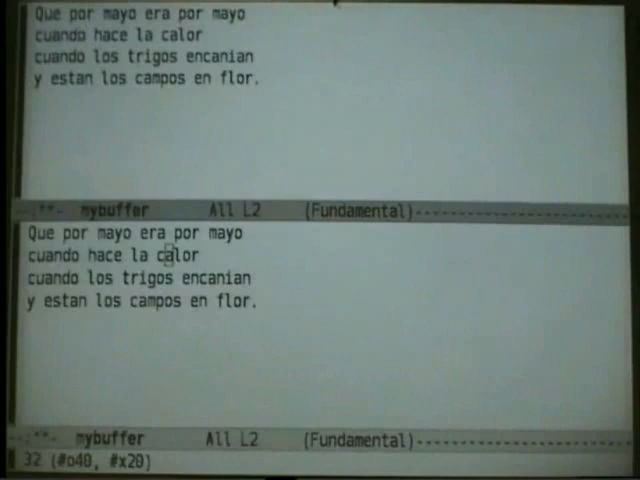 Que por mayo era por mayo
cuando hace la calor
cuando los trigos encanian
y estan los campos en flor.
--:**- mybuffer All L2 (Fundamental)----------------------
Que por mayo era por mayo
cuando hace la calor
cuando los trigos encanian
y estan los campos en flor.
--:**- mybuffer All L2 (Fundamental)----------------------
32 (#o40, #x20)